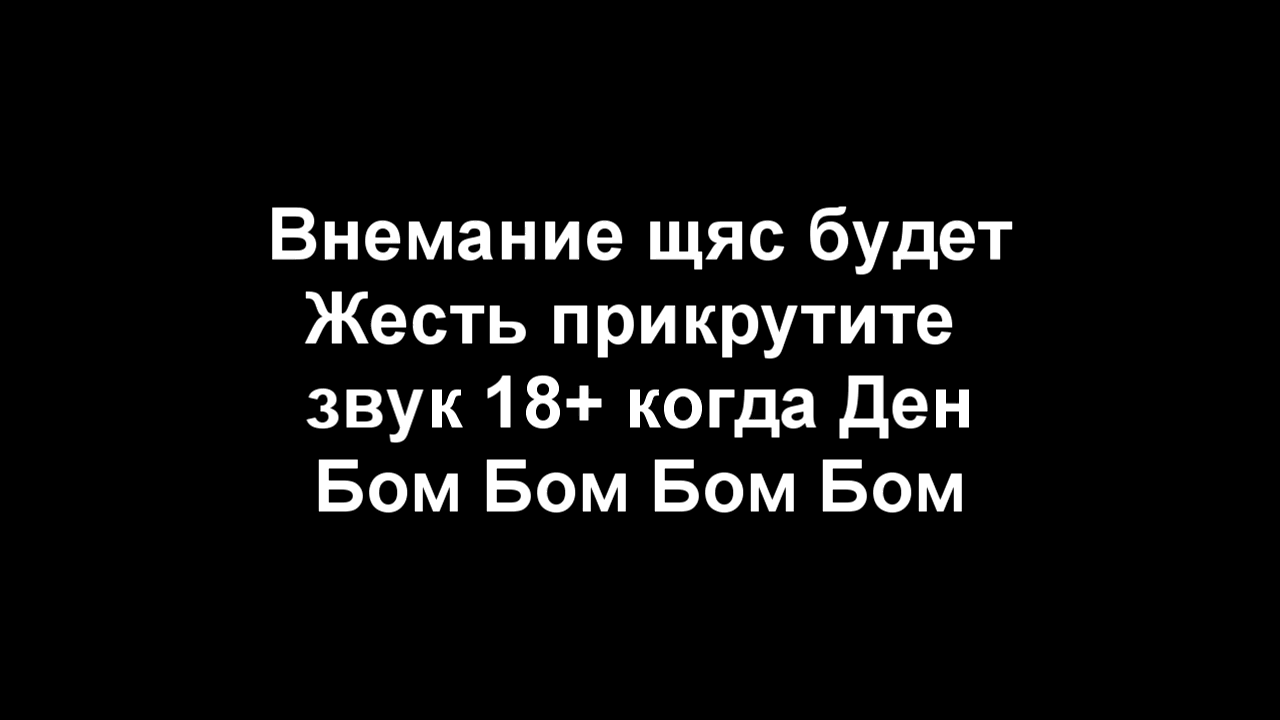 Внемание щяс будет
Жесть прикрутите
звук 18+ когда Ден
Бом Бом Бом Бом